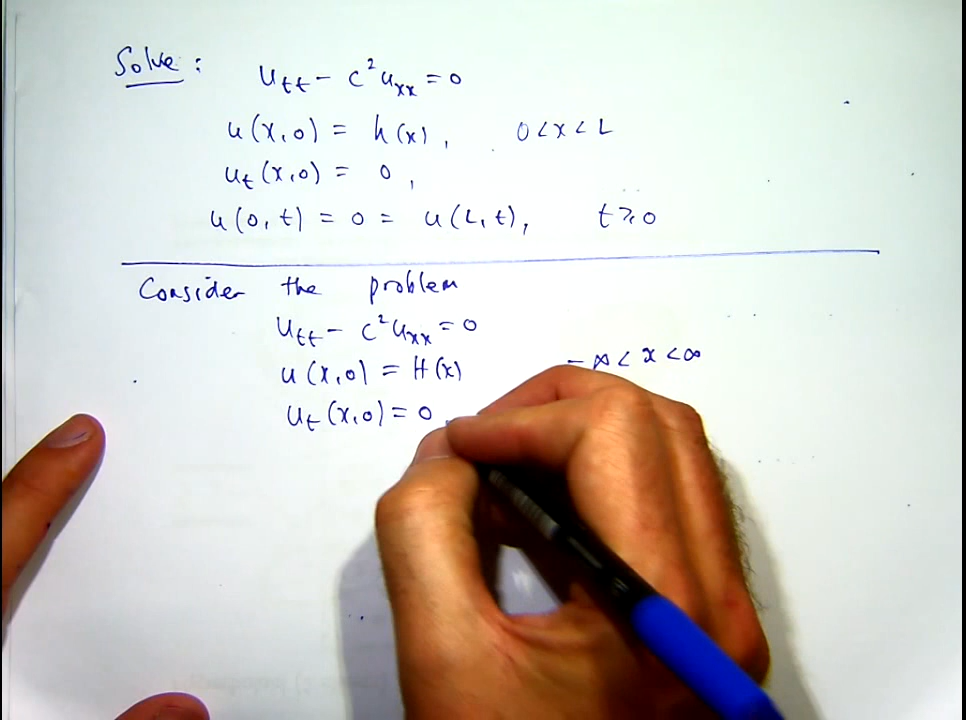 Solve: u_tt - c²u_xx = 0
u(x,0) = h(x), 0<x<L
u_t(x,0) = 0,
u(0,t) = 0 = u(L,t), t≥0
Consider the problem
u_tt - c²u_xx = 0
u(x,0) = H(x) -∞<x<∞
u_t(x,0) = 0